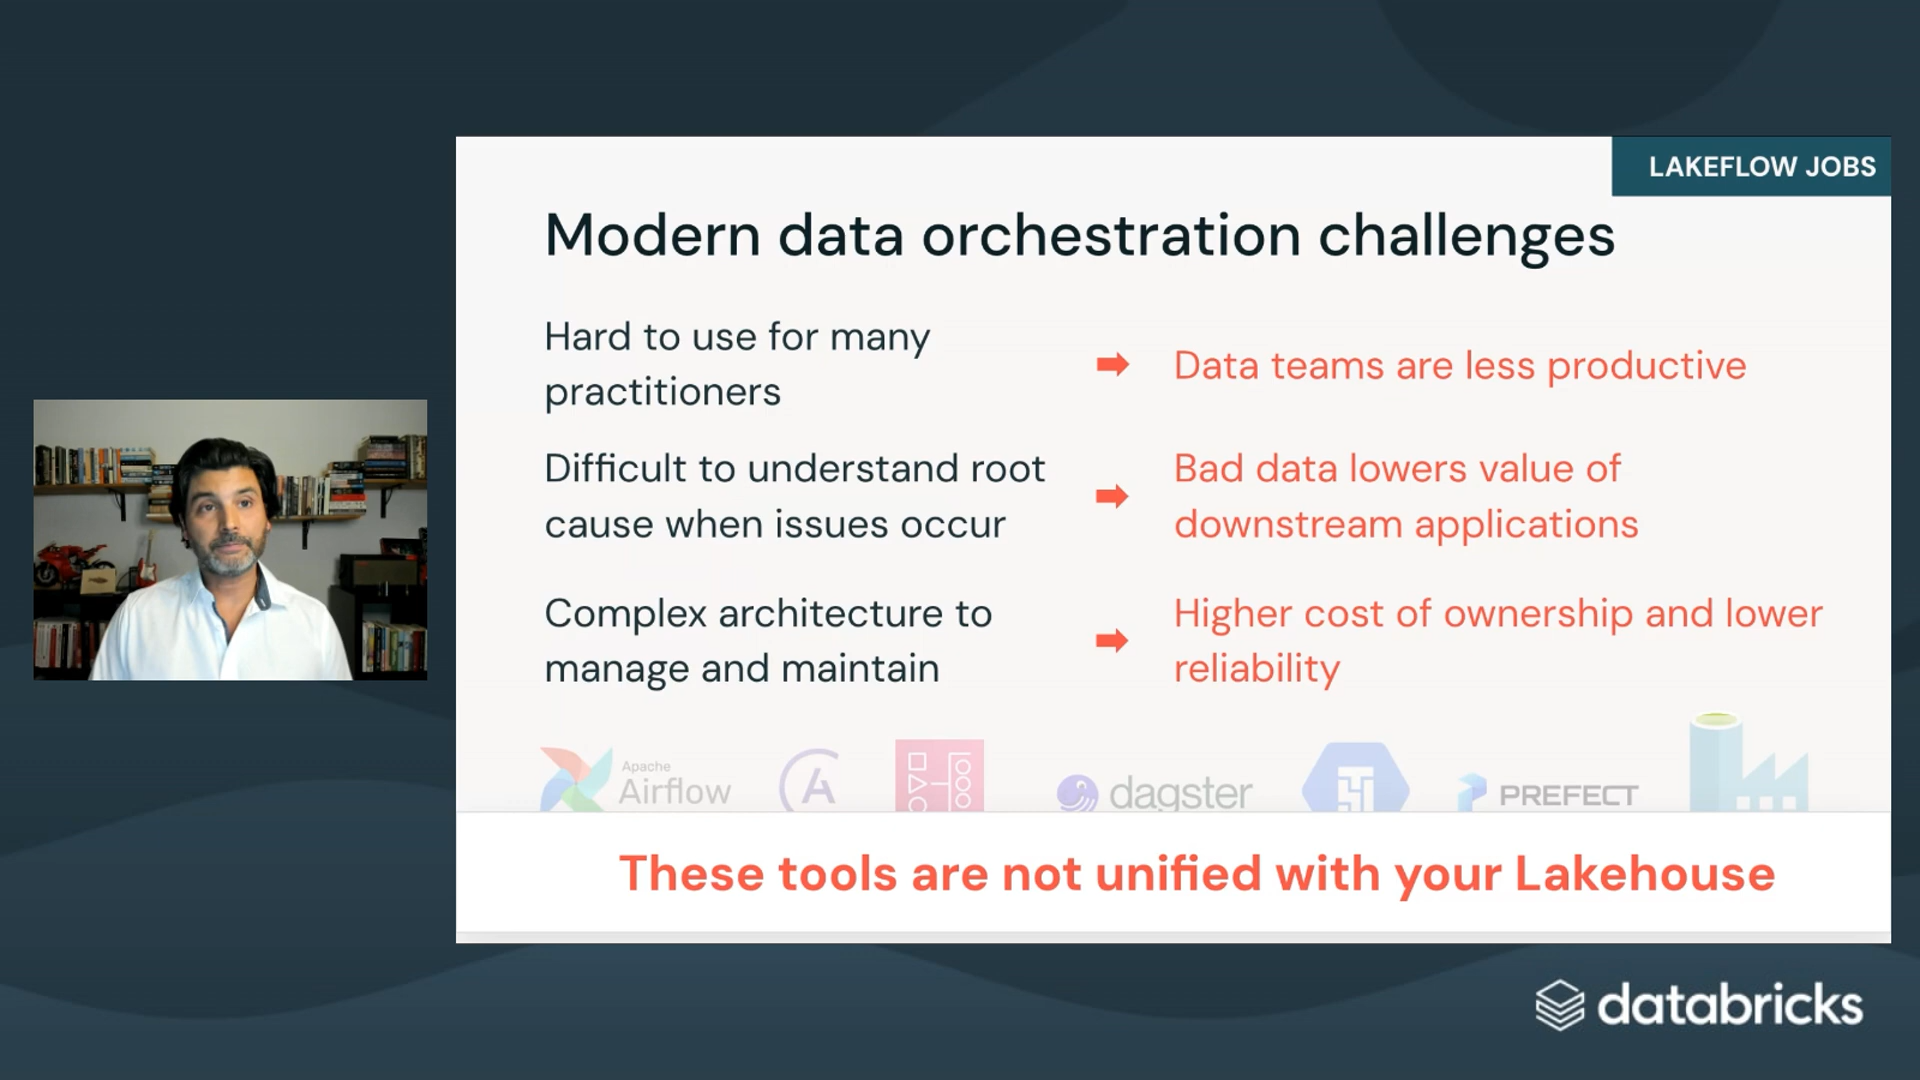 LAKEFLOW JOBS
Modern data orchestration challenges
Hard to use for many
practitioners
Data teams are less productive
Difficult to understand root
cause when issues occur
Bad data lowers value of
downstream applications
Complex architecture to
manage and maintain
Higher cost of ownership and lower
reliability
Apache
Airflow
A
dagster
PREFECT
These tools are not unified with your Lakehouse
databricks